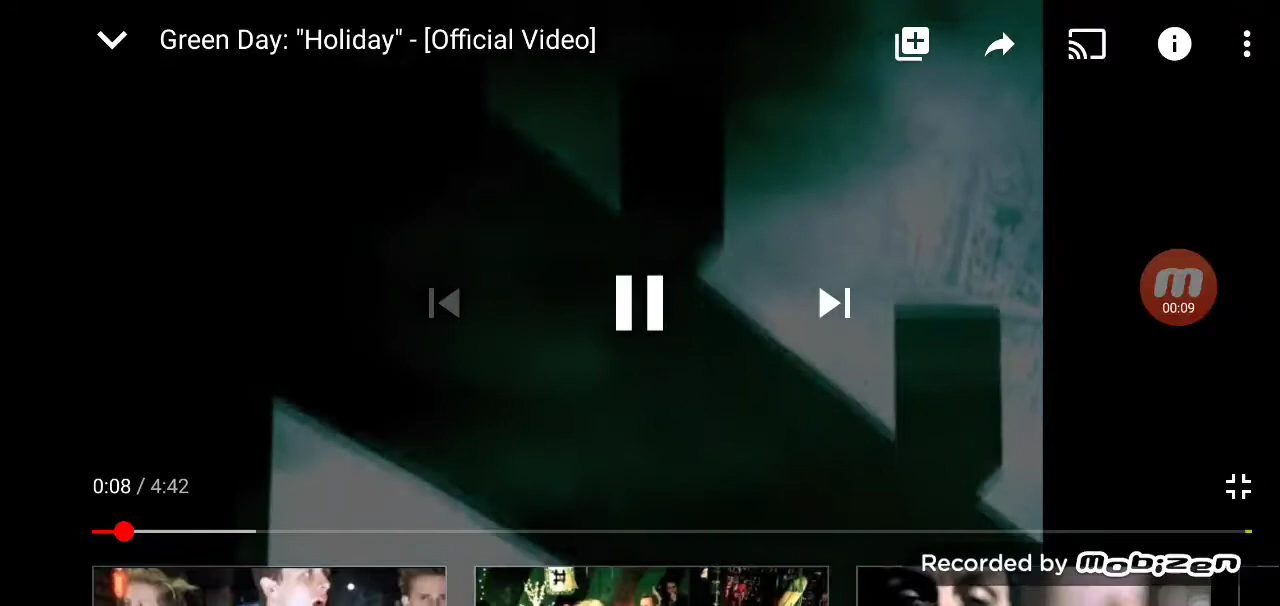 Green Day: "Holiday" - [Official Video]
m
00:09
0:08 / 4:42
Recorded by mobizen